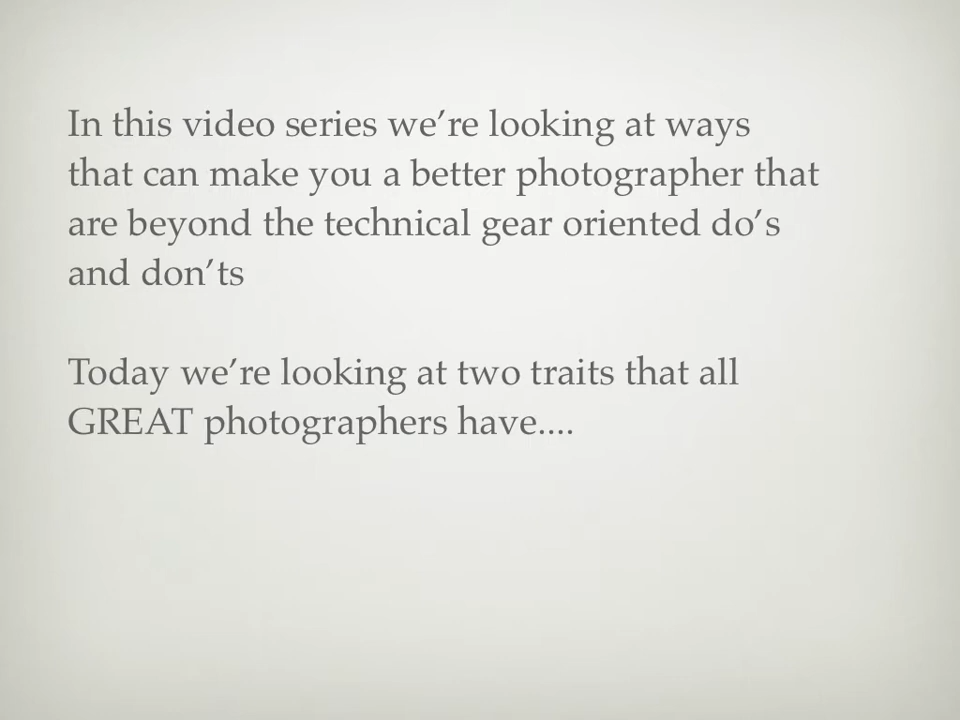 In this video series we’re looking at ways
that can make you a better photographer that
are beyond the technical gear oriented do’s
and don’ts
Today we’re looking at two traits that all
GREAT photographers have....